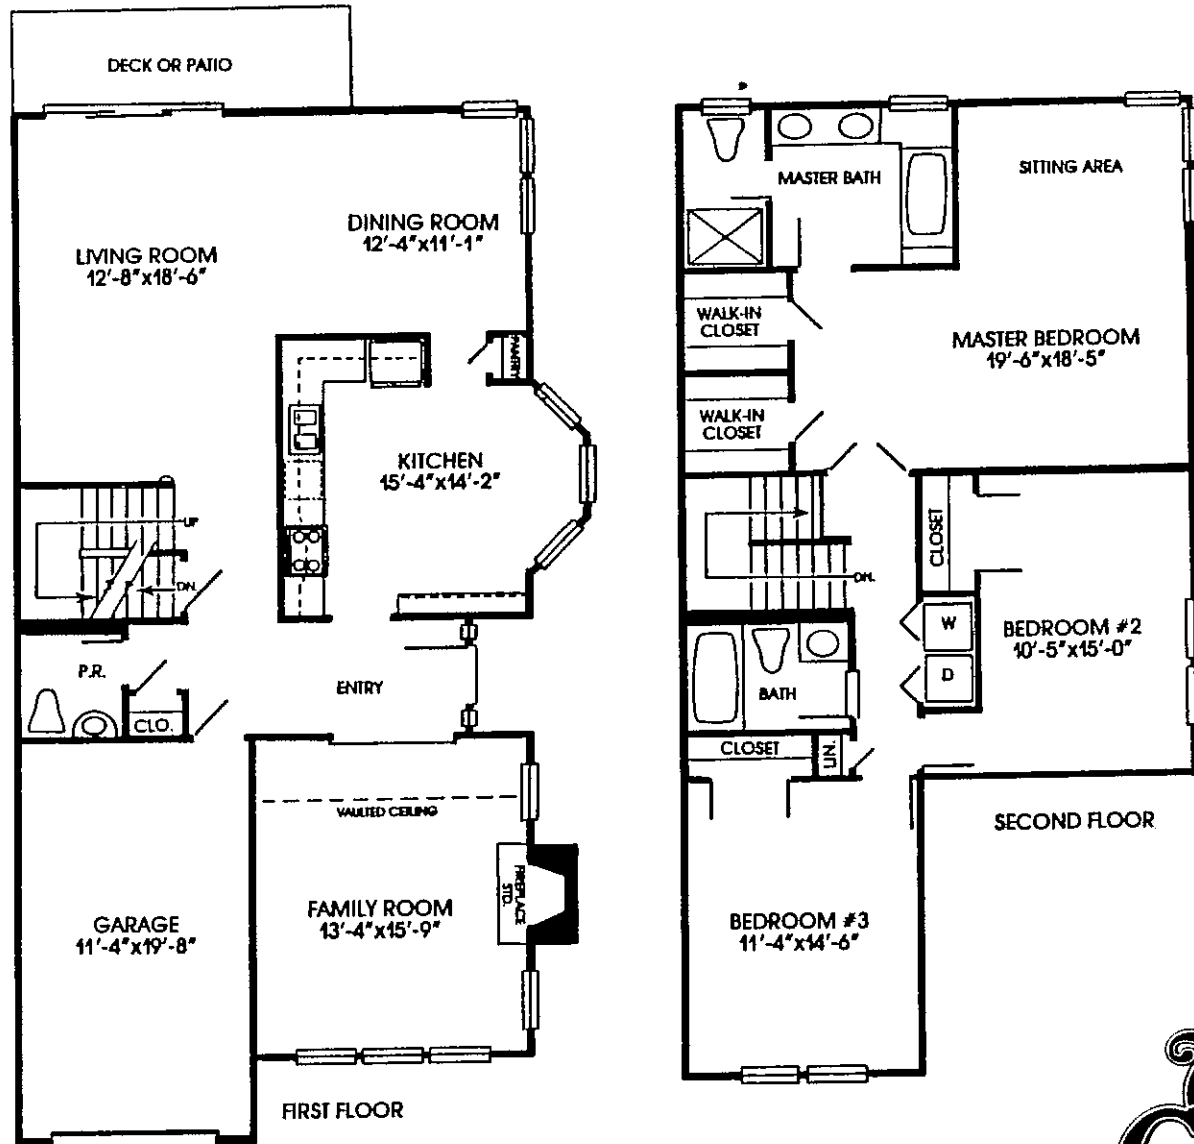 DECK OR PATIO
LIVING ROOM
12'-8"x18'-6"
DINING ROOM
12'-4"x11'-1"
PANTRY
KITCHEN
15'-4"x14'-2"
UP
DN.
P.R.
CLO.
ENTRY
VAULTED CEILING
FIREPLACE
STD.
FAMILY ROOM
13'-4"x15'-9"
GARAGE
11'-4"x19'-8"
FIRST FLOOR
MASTER BATH
SITTING AREA
WALK-IN
CLOSET
MASTER BEDROOM
19'-6"x18'-5"
WALK-IN
CLOSET
CLOSET
DN.
W
D
BEDROOM #2
10'-5"x15'-0"
BATH
CLOSET
LIN.
SECOND FLOOR
BEDROOM #3
11'-4"x14'-6"